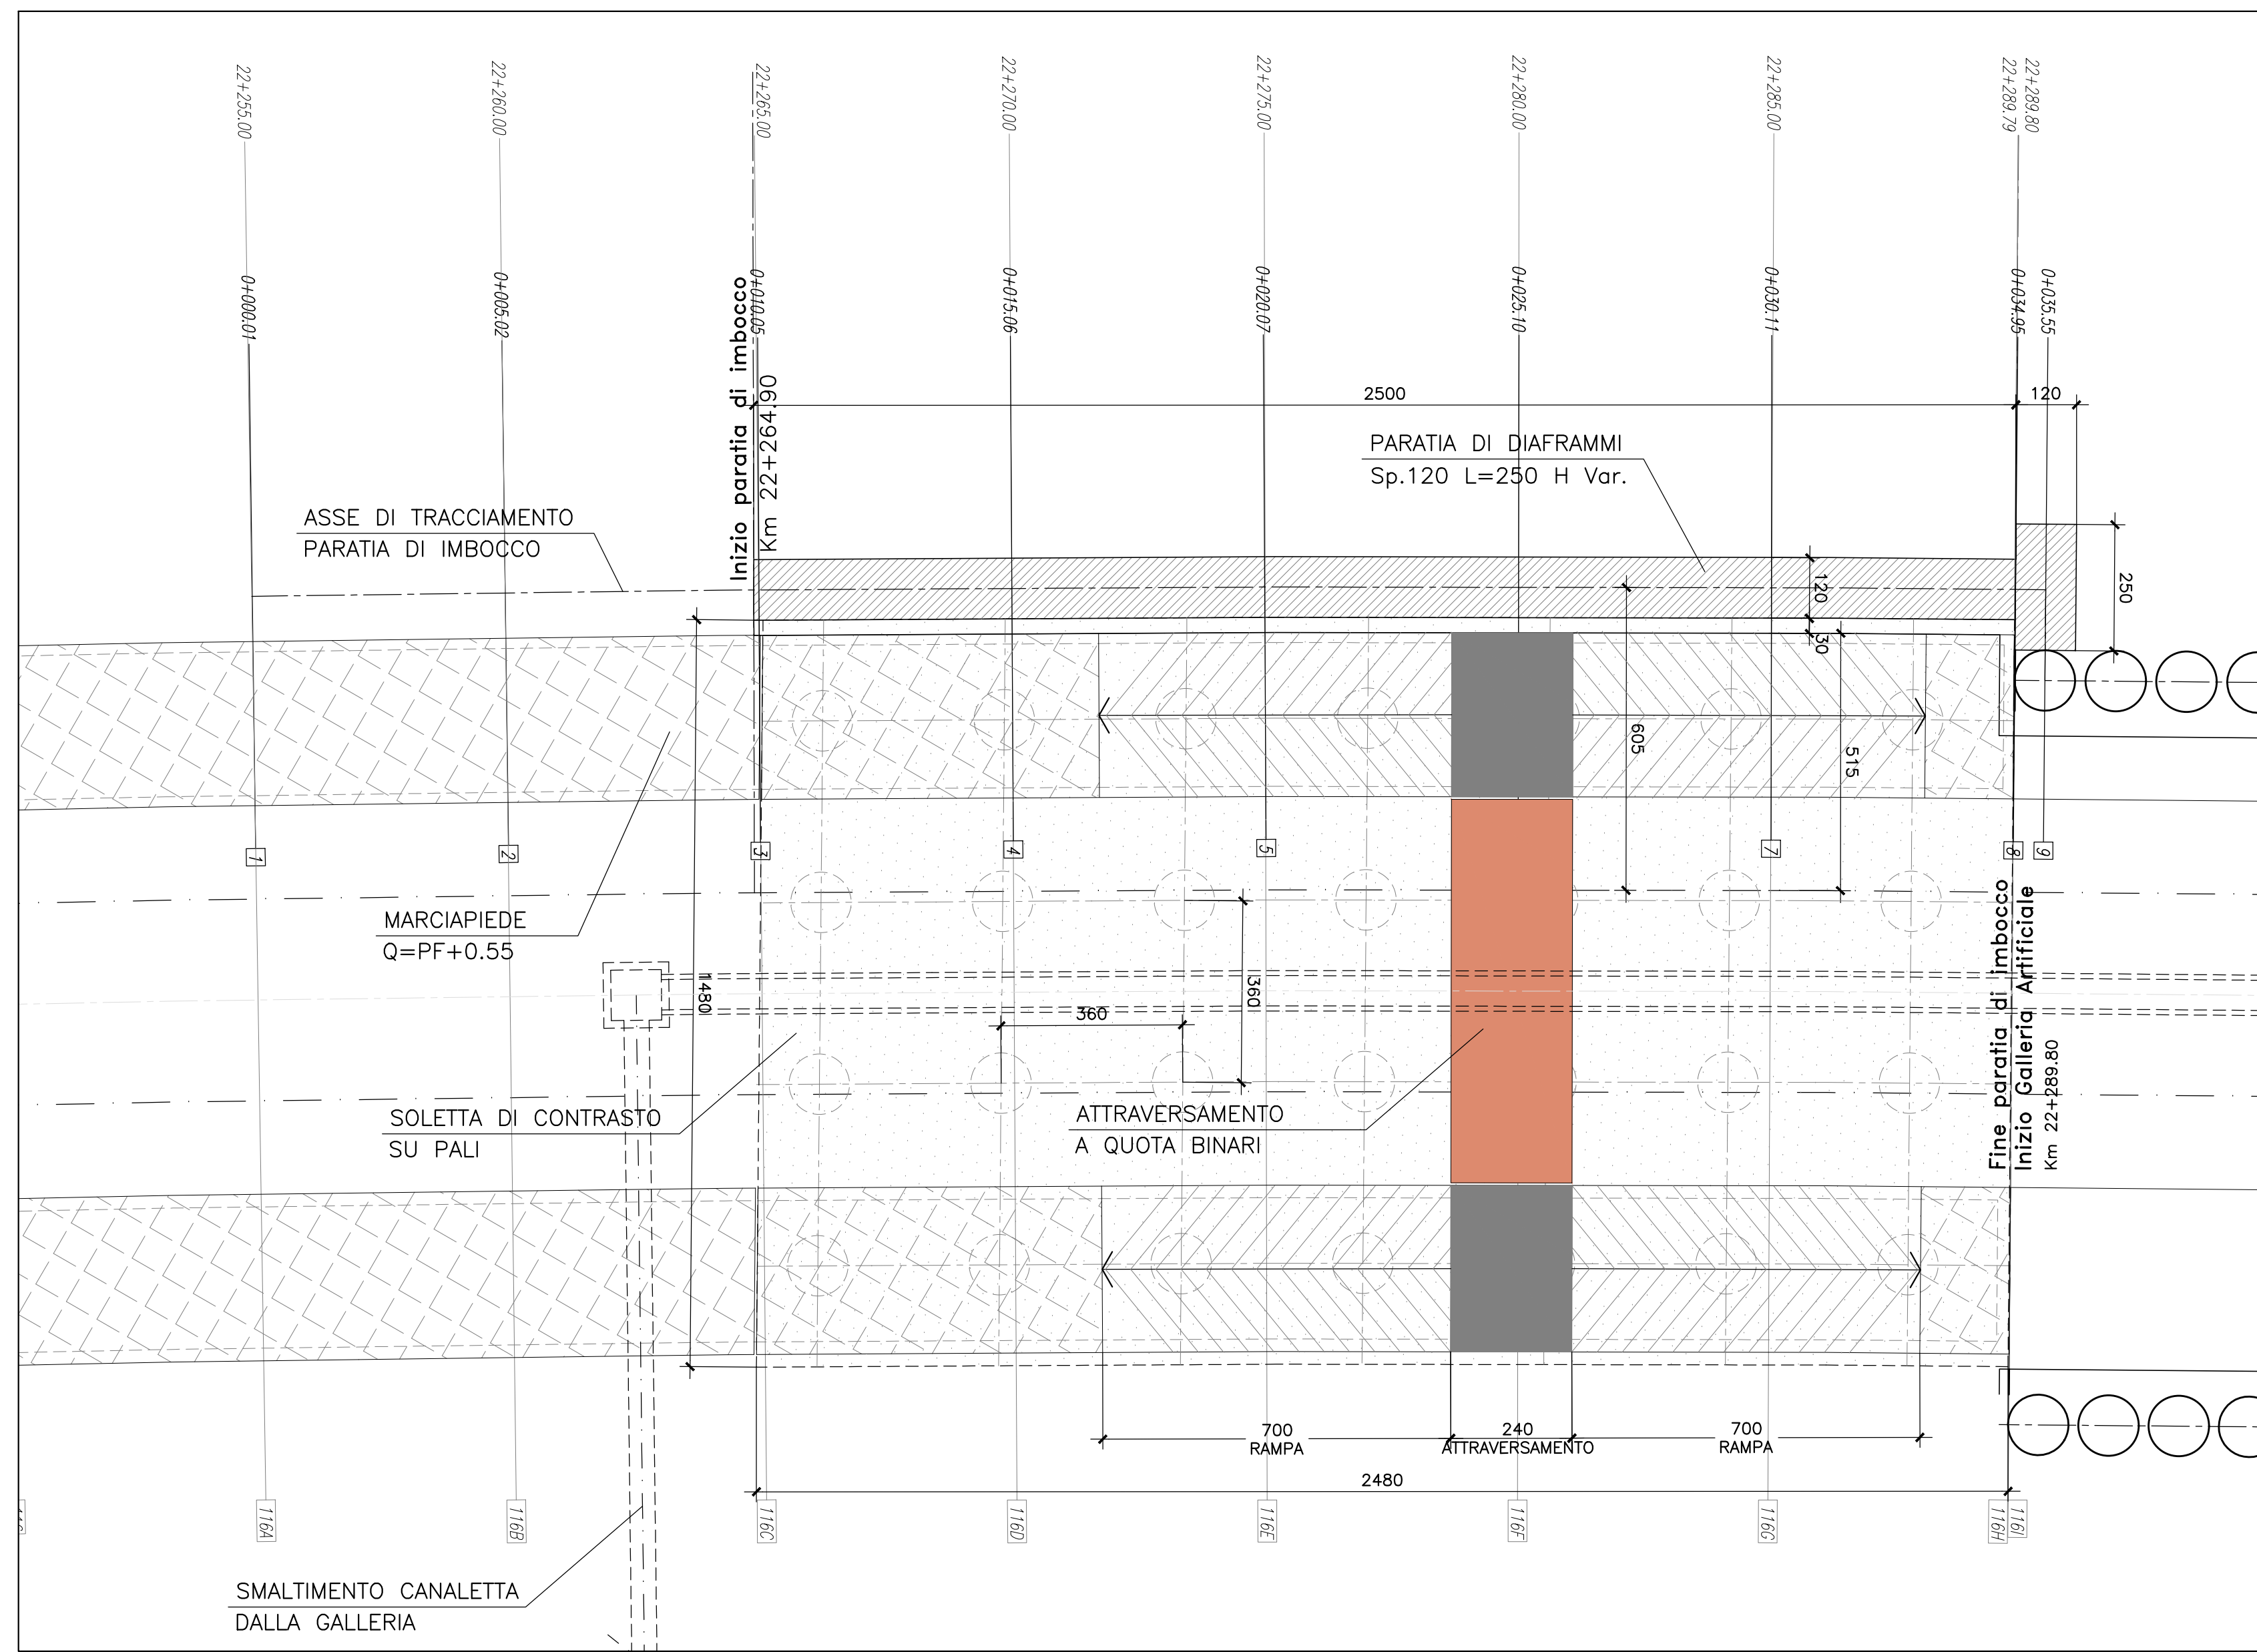 22+255.00
22+260.00
22+265.00
22+270.00
22+275.00
22+280.00
22+285.00
22+289.79
22+289.80
0+000.01
0+005.02
0+010.05
0+015.06
0+020.07
0+025.10
0+030.11
0+034.95
0+035.55
Inizio paratia di imbocco
Km 22+264.90
2500
120
PARATIA DI DIAFRAMMI
Sp.120 L=250 H Var.
ASSE DI TRACCIAMENTO
PARATIA DI IMBOCCO
120
250
30
605
515
1
2
3
4
5
7
8
9
MARCIAPIEDE
Q=PF+0.55
1480
360
360
Fine paratia di imbocco
Inizio Galleria Artificiale
Km 22+289.80
SOLETTA DI CONTRASTO
SU PALI
ATTRAVERSAMENTO
A QUOTA BINARI
700
RAMPA
240
ATTRAVERSAMENTO
700
RAMPA
2480
116A
116B
116C
116D
116E
116F
116G
116H
116I
SMALTIMENTO CANALETTA
DALLA GALLERIA